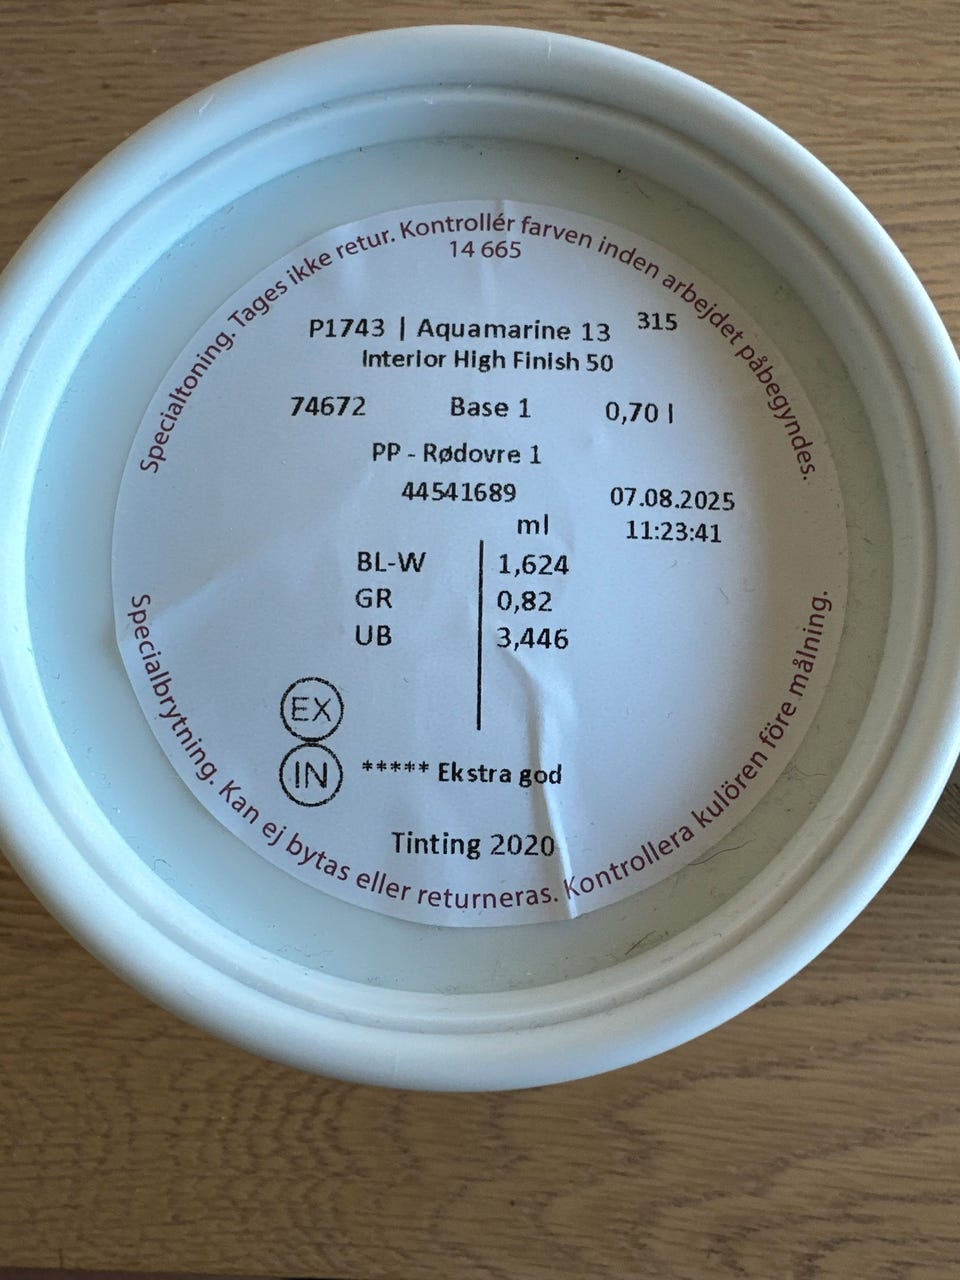 Specialtoning. Tages ikke retur. Kontrollér farven inden arbejdet påbegyndes.
14 665
P1743 | Aquamarine 13 315
Interior High Finish 50
74672 Base 1 0,70 l
PP - Rødovre 1
44541689 07.08.2025
ml 11:23:41
BL-W 1,624
GR 0,82
UB 3,446
EX
IN ***** Ekstra god
Tinting 2020
Specialbrytning. Kan ej bytas eller returneras. Kontrollera kulören före målning.